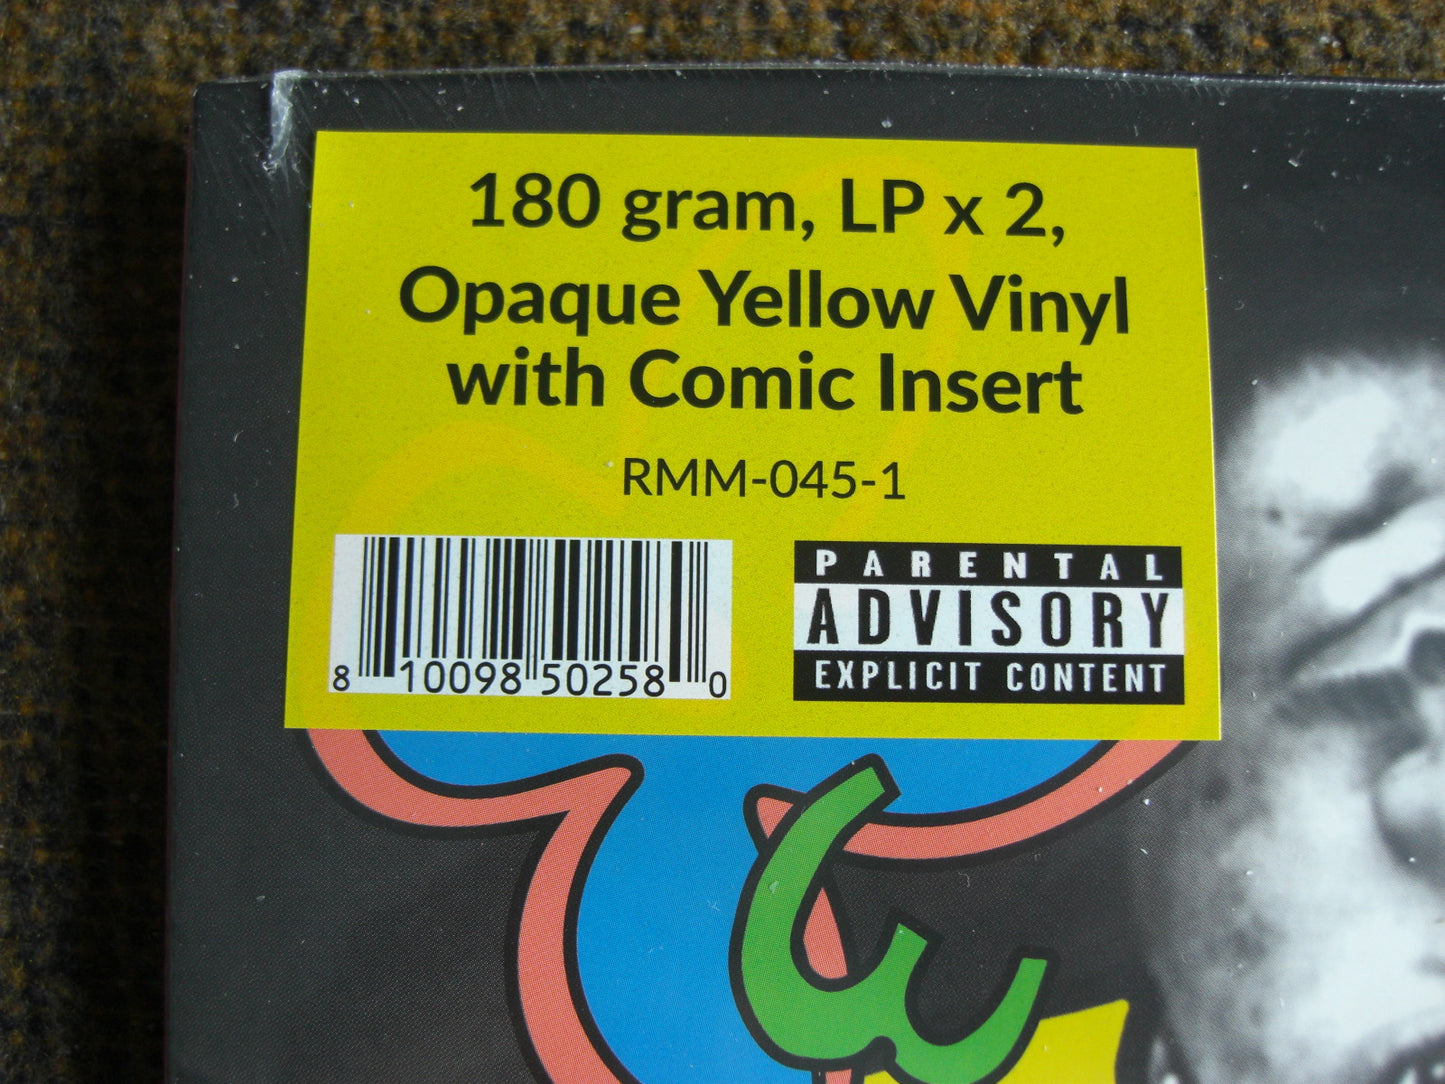 180 gram, LP x 2,
Opaque Yellow Vinyl
with Comic Insert
RMM-045-1
8 10098 50258 0
PARENTAL
ADVISORY
EXPLICIT CONTENT